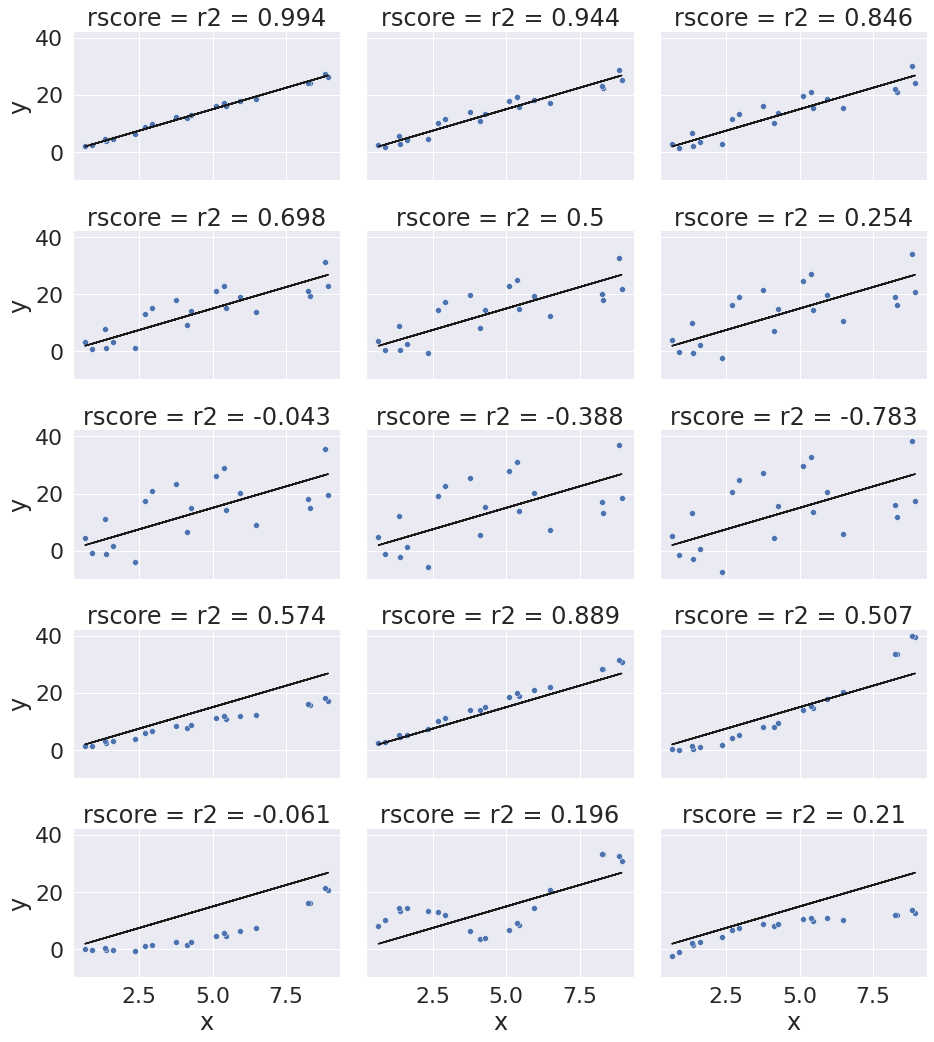 rscore = r2 = 0.994 rscore = r2 = 0.944 rscore = r2 = 0.846
40
20
0
y
rscore = r2 = 0.698 rscore = r2 = 0.5 rscore = r2 = 0.254
40
20
0
y
rscore = r2 = -0.043 rscore = r2 = -0.388 rscore = r2 = -0.783
40
20
0
y
rscore = r2 = 0.574 rscore = r2 = 0.889 rscore = r2 = 0.507
40
20
0
y
rscore = r2 = -0.061 rscore = r2 = 0.196 rscore = r2 = 0.21
40
20
0
y
2.5 5.0 7.5 2.5 5.0 7.5 2.5 5.0 7.5
x x x